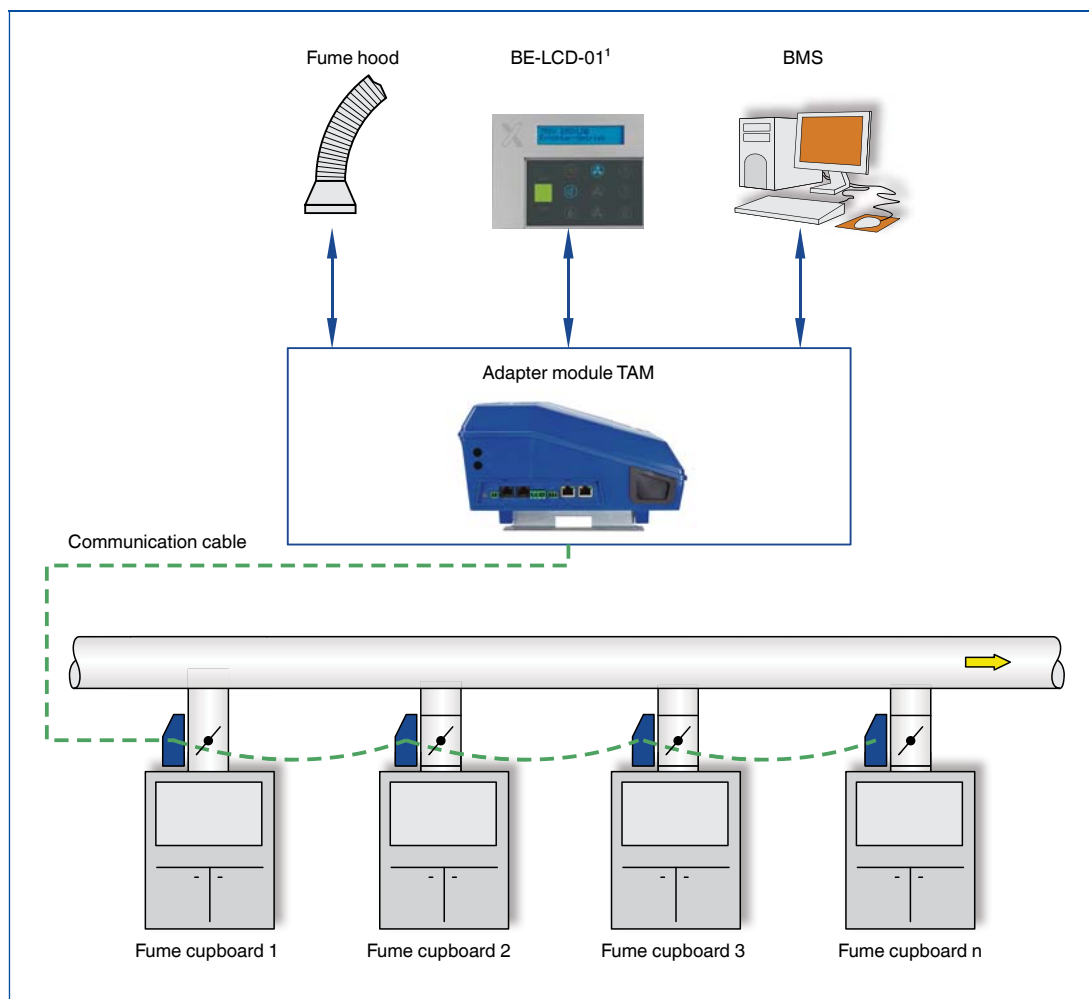 Fume hood
BE-LCD-01¹
BMS
Adapter module TAM
Communication cable
Fume cupboard 1
Fume cupboard 2
Fume cupboard 3
Fume cupboard n